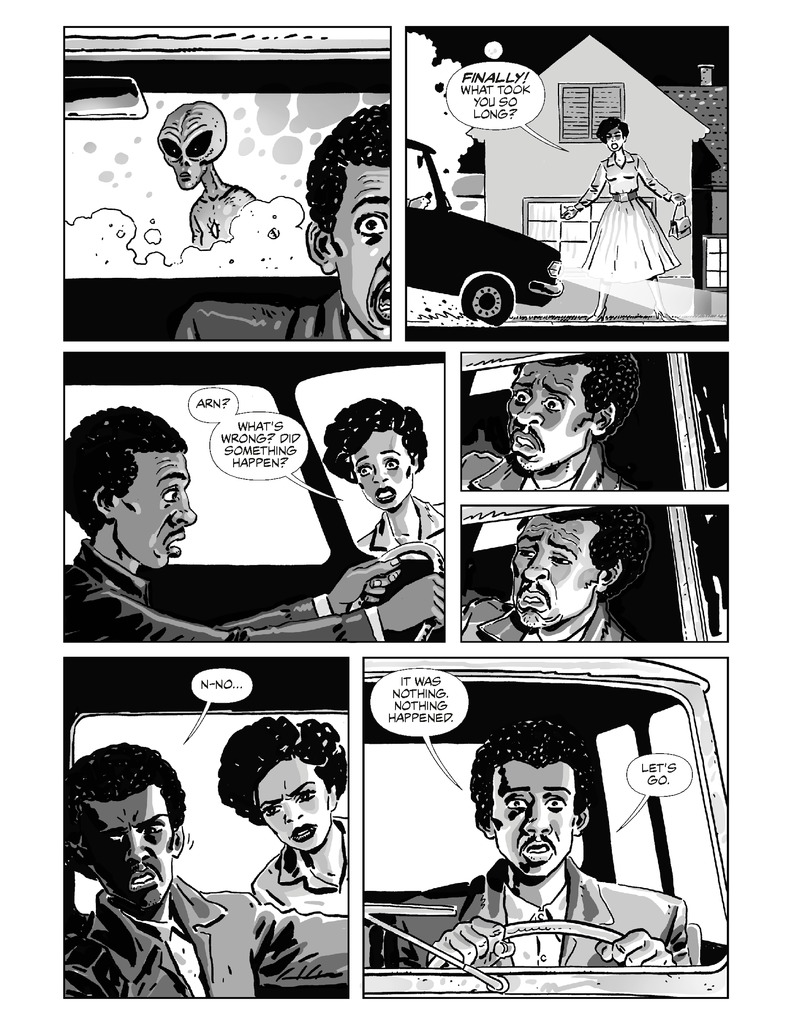 FINALLY!
WHAT TOOK
YOU SO
LONG?
ARN?
WHAT'S
WRONG? DID
SOMETHING
HAPPEN?
N-NO...
IT WAS
NOTHING.
NOTHING
HAPPENED.
LET'S
GO.